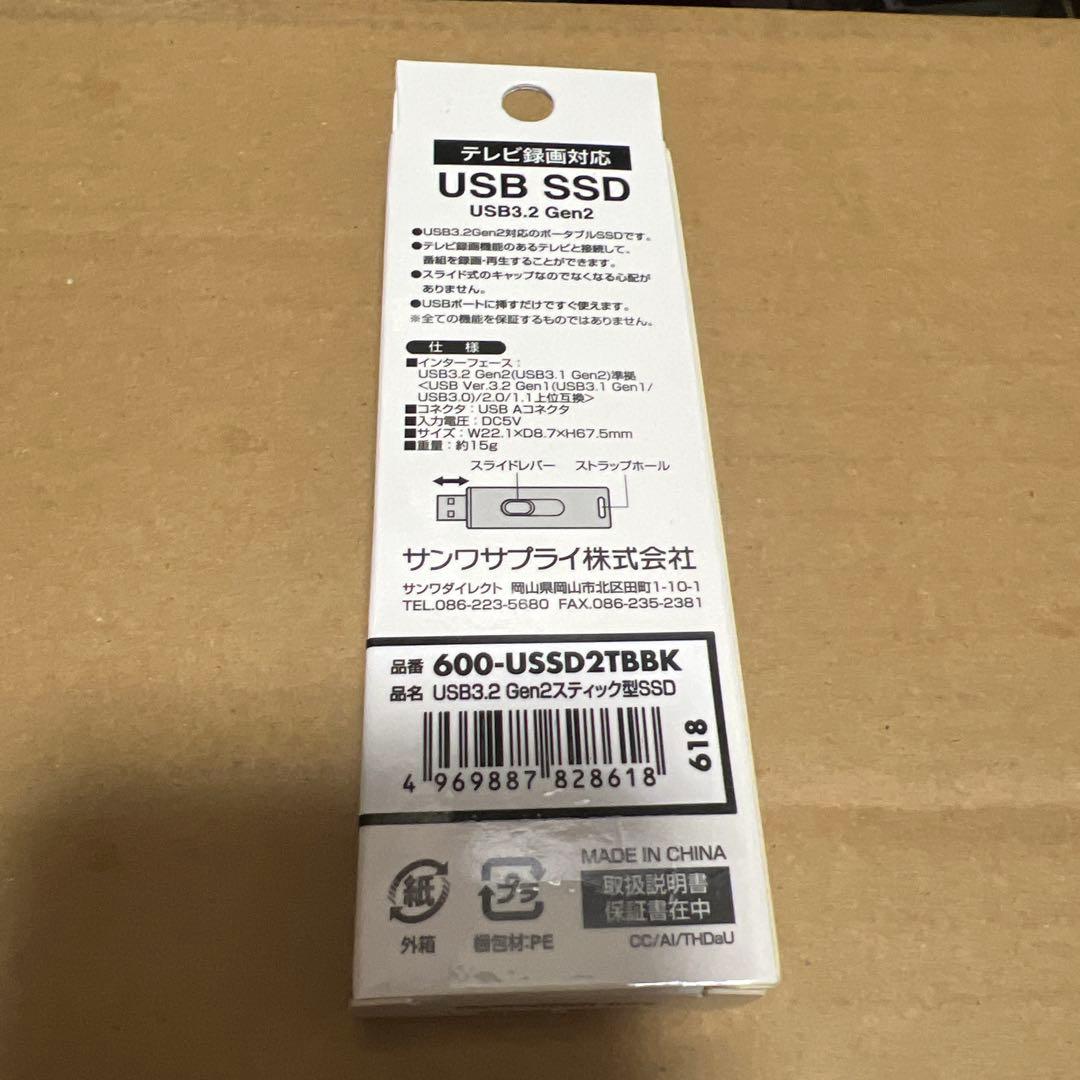 テレビ録画対応
USB SSD
USB3.2 Gen2
●USB3.2Gen2対応のポータブルSSDです。
●テレビ録画機能のあるテレビと接続して、
番組を録画・再生することができます。
●スライド式のキャップなのでなくなる心配が
ありません。
●USBポートに挿すだけですぐ使えます。
※全ての機能を保証するものではありません。
仕 様
■インターフェース：
USB3.2 Gen2(USB3.1 Gen2)準拠
<USB Ver.3.2 Gen1(USB3.1 Gen1/
USB3.0)/2.0/1.1上位互換>
■コネクタ：USB Aコネクタ
■入力電圧：DC5V
■サイズ：W22.1×D8.7×H67.5mm
■重量：約15g
スライドレバー ストラップホール
サンワサプライ株式会社
サンワダイレクト 岡山県岡山市北区田町1-10-1
TEL.086-223-5680 FAX.086-235-2381
品番 600-USSD2TBBK
品名 USB3.2 Gen2スティック型SSD
618
4 969887 828618
MADE IN CHINA
紙
外箱
プラ
梱包材:PE
取扱説明書
保証書在中
CC/AI/THDaU